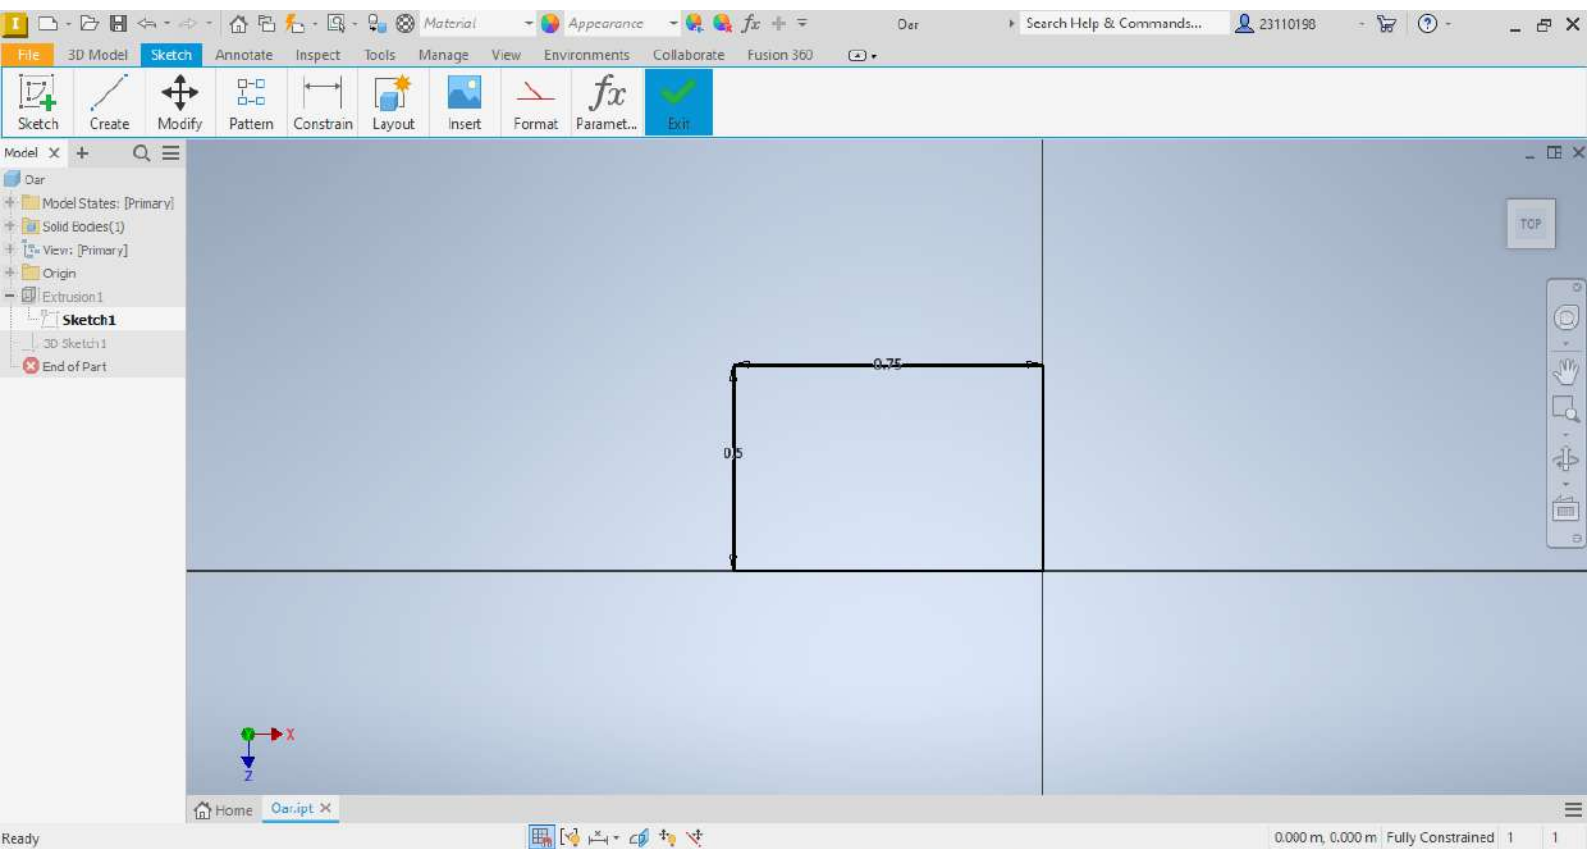 I Material Appearance fx Oar Search Help & Commands... 23110198
File 3D Model Sketch Annotate Inspect Tools Manage View Environments Collaborate Fusion 360
fx
Sketch Create Modify Pattern Constrain Layout Insert Format Paramet... Exit
Model
Oar
Model States: [Primary]
Solid Bodies(1)
View: [Primary]
Origin
Extrusion1
Sketch1
3D Sketch1
End of Part
TOP
0.75
0.5
Y X
Z
Home Oar.ipt
Ready 0.000 m, 0.000 m Fully Constrained 1 1